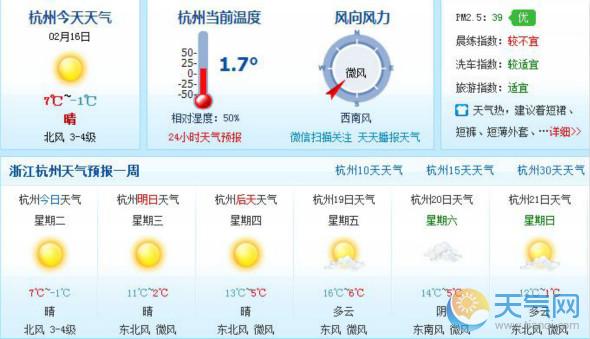 杭州今天天气
02月16日
7℃~-1℃
晴
北风 3-4级
杭州当前温度
50-
25-
0-
-25-
-50-
1.7°
相对湿度：50%
24小时天气预报
风向风力
微风
西南风
微信扫描关注 天天播报天气
PM2.5：39 优
晨练指数：较不宜
洗车指数：较适宜
旅游指数：适宜
天气热，建议着短裙、
短裤、短薄外套、…详细>>
浙江杭州天气预报一周 杭州10天天气 杭州15天天气 杭州30天天气
杭州今日天气 杭州明日天气 杭州后天天气 杭州19日天气 杭州20日天气 杭州21日天气
星期二 星期三 星期四 星期五 星期六 星期日
7℃~-1℃ 11℃~2℃ 13℃~5℃ 16℃~6℃ 14℃~5℃ 12℃~1℃
晴 晴 晴 多云 阴 多云
北风 3-4级 东北风 微风 东北风 微风 东风 微风 东南风 微风 东北风 微风
天气网